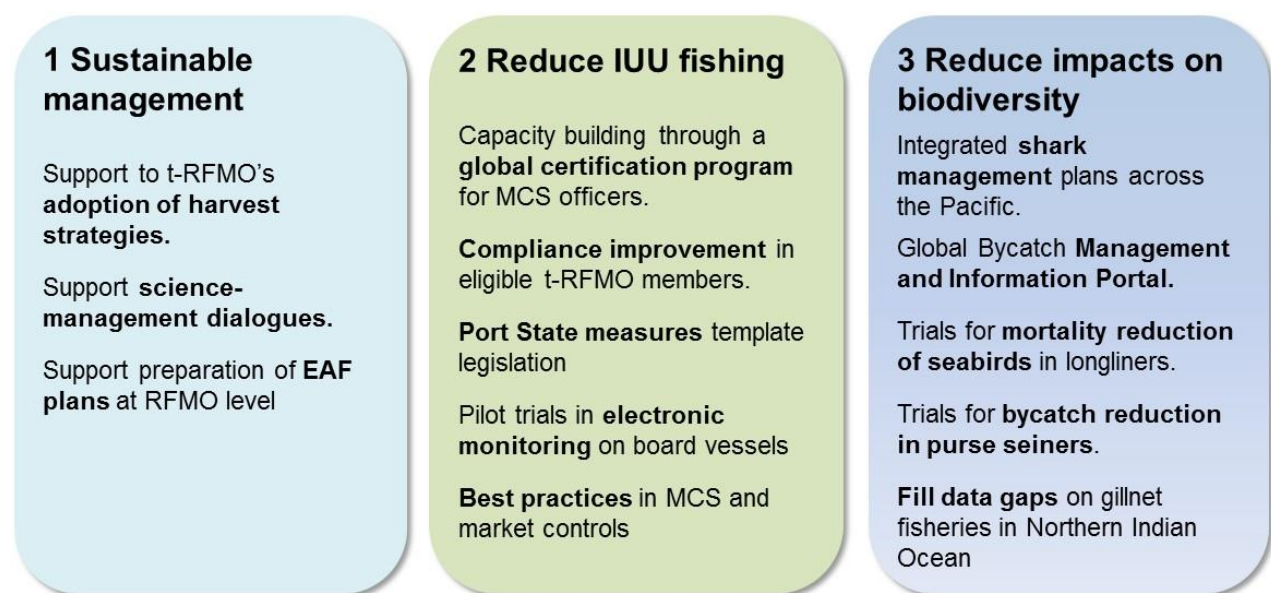 1 Sustainable
management
Support to t-RFMO’s
adoption of harvest
strategies.
Support science-
management dialogues.
Support preparation of EAF
plans at RFMO level
2 Reduce IUU fishing
Capacity building through a
global certification program
for MCS officers.
Compliance improvement in
eligible t-RFMO members.
Port State measures template
legislation
Pilot trials in electronic
monitoring on board vessels
Best practices in MCS and
market controls
3 Reduce impacts on
biodiversity
Integrated shark
management plans across
the Pacific.
Global Bycatch Management
and Information Portal.
Trials for mortality reduction
of seabirds in longliners.
Trials for bycatch reduction
in purse seiners.
Fill data gaps on gillnet
fisheries in Northern Indian
Ocean